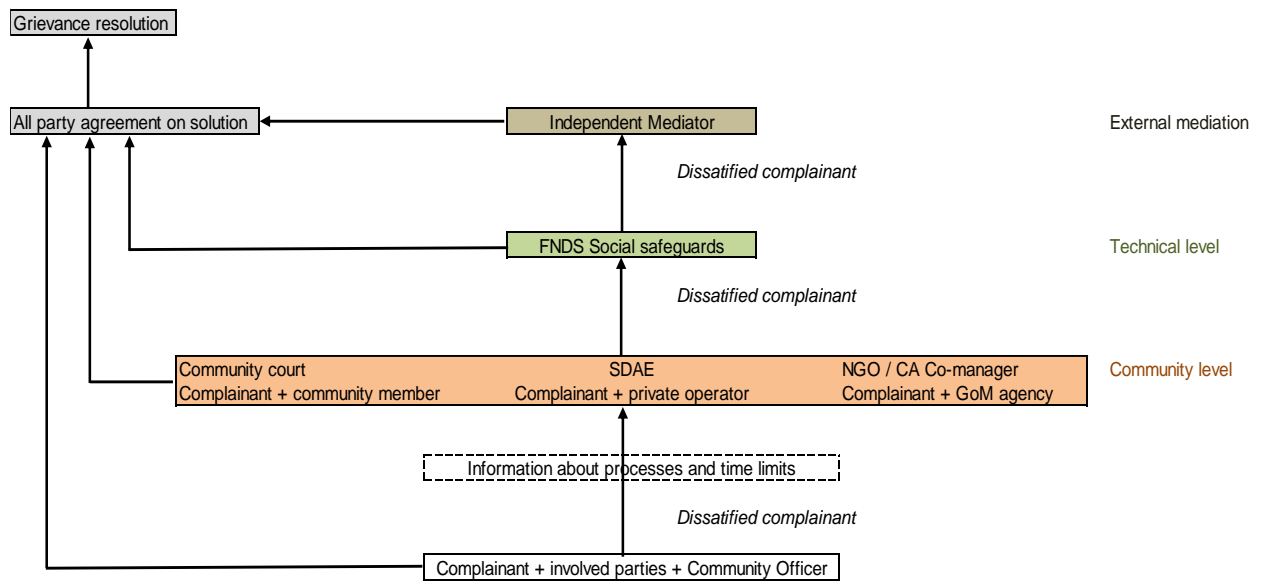 Grievance resolution
All party agreement on solution
Independent Mediator
External mediation
Dissatified complainant
FNDS Social safeguards
Technical level
Dissatified complainant
Community court
SDAE
NGO / CA Co-manager
Community level
Complainant + community member
Complainant + private operator
Complainant + GoM agency
Information about processes and time limits
Dissatified complainant
Complainant + involved parties + Community Officer